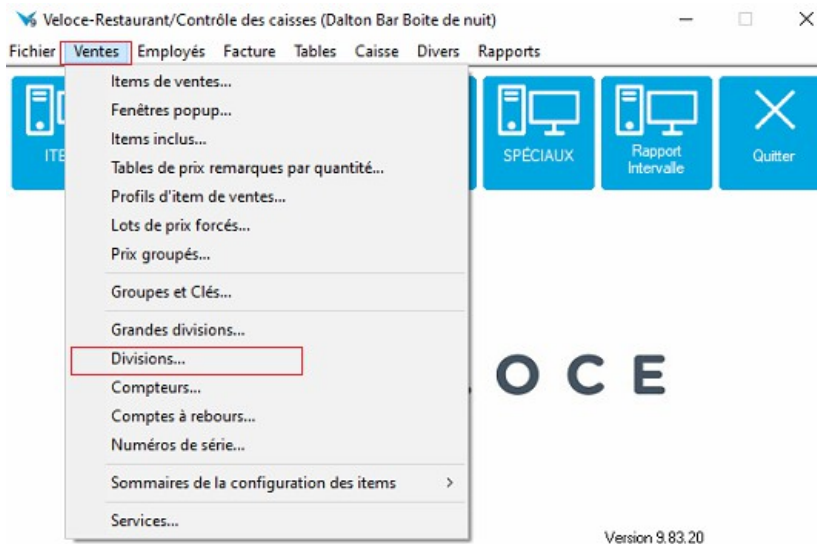 Veloce-Restaurant/Contrôle des caisses (Dalton Bar Boite de nuit)
Fichier Ventes Employés Facture Tables Caisse Divers Rapports
Items de ventes...
Fenêtres popup...
Items inclus...
Tables de prix remarques par quantité...
Profils d'item de ventes...
Lots de prix forcés...
Prix groupés...
Groupes et Clés...
Grandes divisions...
Divisions...
Compteurs...
Comptes à rebours...
Numéros de série...
Sommaires de la configuration des items >
Services...
ITE
SPÉCIAUX
Rapport
Intervalle
Quitter
O C E
Version 9.83.20